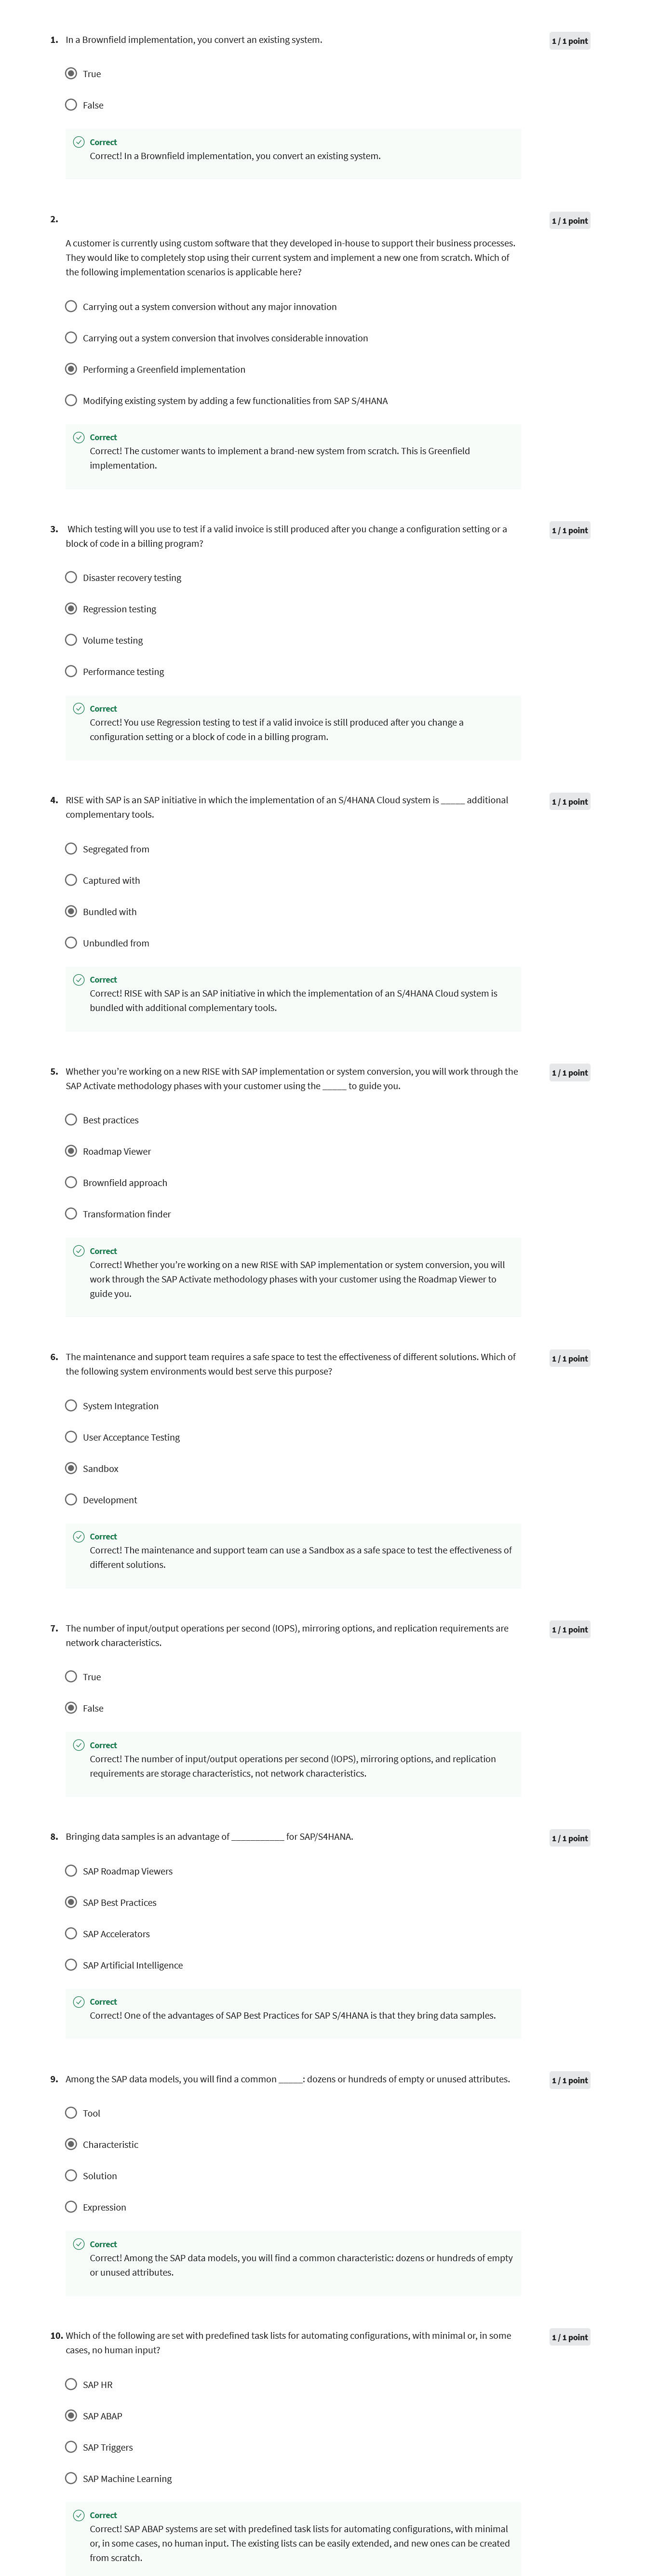 1. In a Brownfield implementation, you convert an existing system.
1 / 1 point
True
False
Correct
Correct! In a Brownfield implementation, you convert an existing system.
2.
1 / 1 point
A customer is currently using custom software that they developed in-house to support their business processes.
They would like to completely stop using their current system and implement a new one from scratch. Which of
the following implementation scenarios is applicable here?
Carrying out a system conversion without any major innovation
Carrying out a system conversion that involves considerable innovation
Performing a Greenfield implementation
Modifying existing system by adding a few functionalities from SAP S/4HANA
Correct
Correct! The customer wants to implement a brand-new system from scratch. This is Greenfield
implementation.
3. Which testing will you use to test if a valid invoice is still produced after you change a configuration setting or a
block of code in a billing program?
1 / 1 point
Disaster recovery testing
Regression testing
Volume testing
Performance testing
Correct
Correct! You use Regression testing to test if a valid invoice is still produced after you change a
configuration setting or a block of code in a billing program.
4. RISE with SAP is an SAP initiative in which the implementation of an S/4HANA Cloud system is _____ additional
complementary tools.
1 / 1 point
Segregated from
Captured with
Bundled with
Unbundled from
Correct
Correct! RISE with SAP is an SAP initiative in which the implementation of an S/4HANA Cloud system is
bundled with additional complementary tools.
5. Whether you're working on a new RISE with SAP implementation or system conversion, you will work through the
SAP Activate methodology phases with your customer using the _____ to guide you.
1 / 1 point
Best practices
Roadmap Viewer
Brownfield approach
Transformation finder
Correct
Correct! Whether you're working on a new RISE with SAP implementation or system conversion, you will
work through the SAP Activate methodology phases with your customer using the Roadmap Viewer to
guide you.
6. The maintenance and support team requires a safe space to test the effectiveness of different solutions. Which of
the following system environments would best serve this purpose?
1 / 1 point
System Integration
User Acceptance Testing
Sandbox
Development
Correct
Correct! The maintenance and support team can use a Sandbox as a safe space to test the effectiveness of
different solutions.
7. The number of input/output operations per second (IOPS), mirroring options, and replication requirements are
network characteristics.
1 / 1 point
True
False
Correct
Correct! The number of input/output operations per second (IOPS), mirroring options, and replication
requirements are storage characteristics, not network characteristics.
8. Bringing data samples is an advantage of ___________ for SAP/S4HANA.
1 / 1 point
SAP Roadmap Viewers
SAP Best Practices
SAP Accelerators
SAP Artificial Intelligence
Correct
Correct! One of the advantages of SAP Best Practices for SAP S/4HANA is that they bring data samples.
9. Among the SAP data models, you will find a common _____: dozens or hundreds of empty or unused attributes.
1 / 1 point
Tool
Characteristic
Solution
Expression
Correct
Correct! Among the SAP data models, you will find a common characteristic: dozens or hundreds of empty
or unused attributes.
10. Which of the following are set with predefined task lists for automating configurations, with minimal or, in some
cases, no human input?
1 / 1 point
SAP HR
SAP ABAP
SAP Triggers
SAP Machine Learning
Correct
Correct! SAP ABAP systems are set with predefined task lists for automating configurations, with minimal
or, in some cases, no human input. The existing lists can be easily extended, and new ones can be created
from scratch.